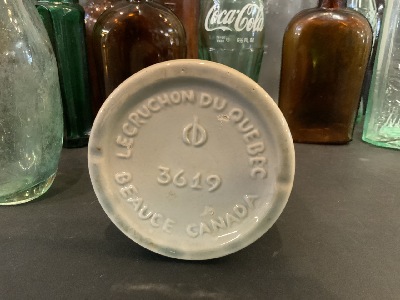 Coca-Cola
LE CRUCHON DU QUEBEC
3619
BEAUCE CANADA